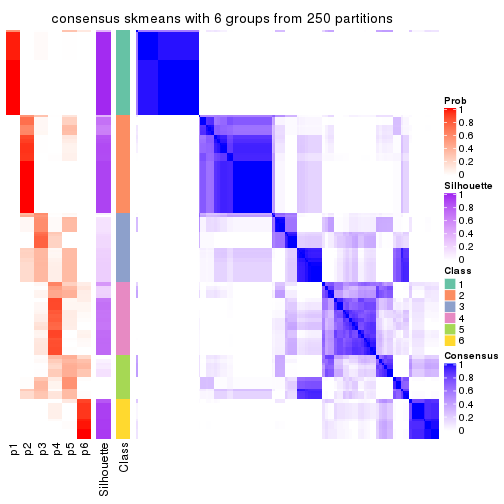 consensus skmeans with 6 groups from 250 partitions
Prob
1
0.8
0.6
0.4
0.2
0
Silhouette
1
0.8
0.6
0.4
0.2
0
Class
1
2
3
4
5
6
Consensus
1
0.8
0.6
0.4
0.2
0
p1
p2
p3
p4
p5
p6
Silhouette
Class